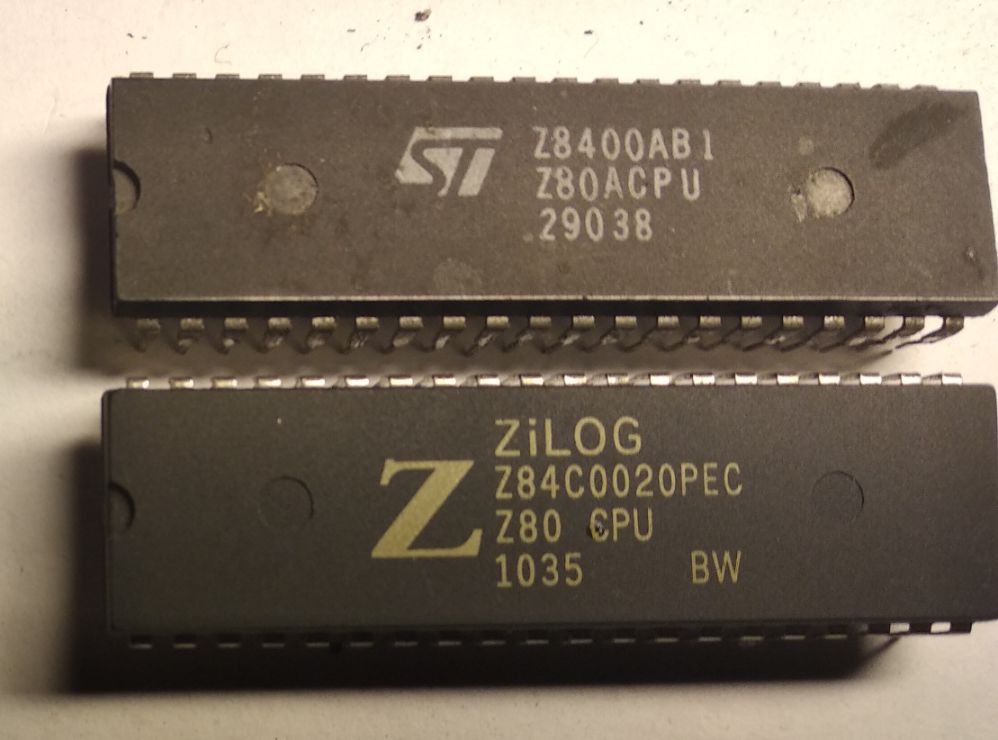 ST
Z8400AB1
Z80ACPU
29038
Z
ZiLOG
Z84C0020PEC
Z80 CPU
1035 BW